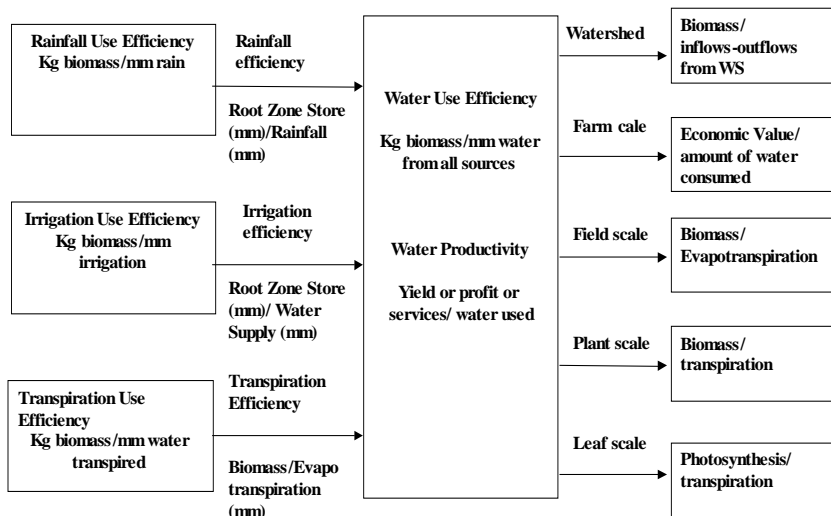 Rainfall Use Efficiency
Kg biomass/mm rain
Rainfall
efficiency
Root Zone Store
(mm)/Rainfall
(mm)
Irrigation Use Efficiency
Kg biomass/mm
irrigation
Irrigation
efficiency
Root Zone Store
(mm)/ Water
Supply (mm)
Transpiration Use
Efficiency
Kg biomass/mm water
transpired
Transpiration
Efficiency
Biomass/Evapo
transpiration
(mm)
Water Use Efficiency
Kg biomass/mm water
from all sources
Water Productivity
Yield or profit or
services/ water used
Watershed
Biomass/
inflows-outflows
from WS
Farm cale
Economic Value/
amount of water
consumed
Field scale
Biomass/
Evapotranspiration
Plant scale
Biomass/
transpiration
Leaf scale
Photosynthesis/
transpiration